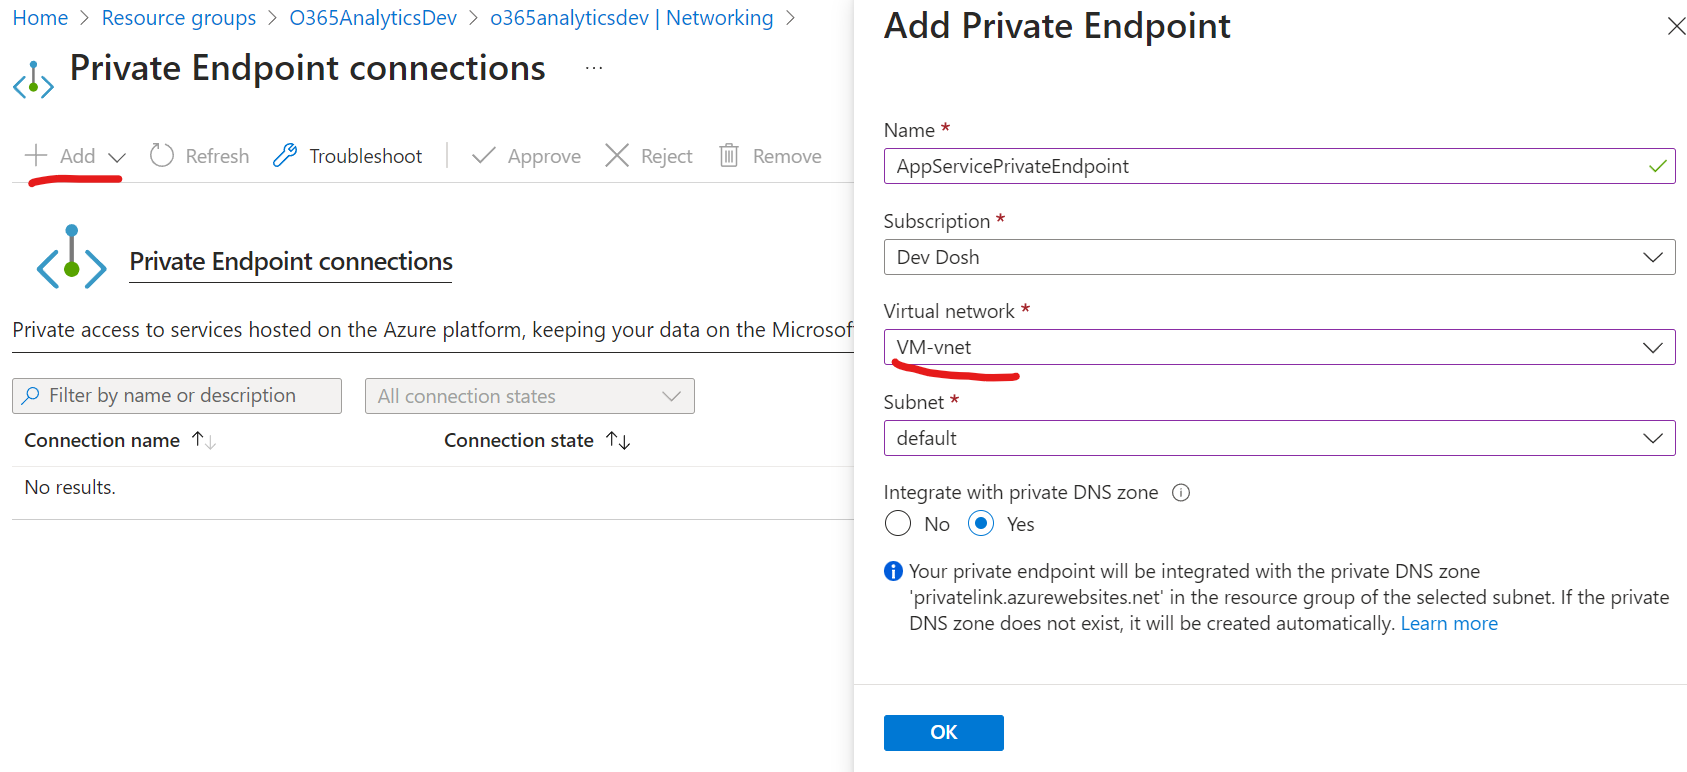 Home > Resource groups > O365AnalyticsDev > o365analyticsdev | Networking >
Private Endpoint connections ...
Add Refresh Troubleshoot Approve Reject Remove
Private Endpoint connections
Private access to services hosted on the Azure platform, keeping your data on the Microsof
Filter by name or description All connection states
Connection name ↑↓ Connection state ↑↓
No results.
Add Private Endpoint
Name *
AppServicePrivateEndpoint
Subscription *
Dev Dosh
Virtual network *
VM-vnet
Subnet *
default
Integrate with private DNS zone
No Yes
Your private endpoint will be integrated with the private DNS zone
'privatelink.azurewebsites.net' in the resource group of the selected subnet. If the private
DNS zone does not exist, it will be created automatically. Learn more
OK